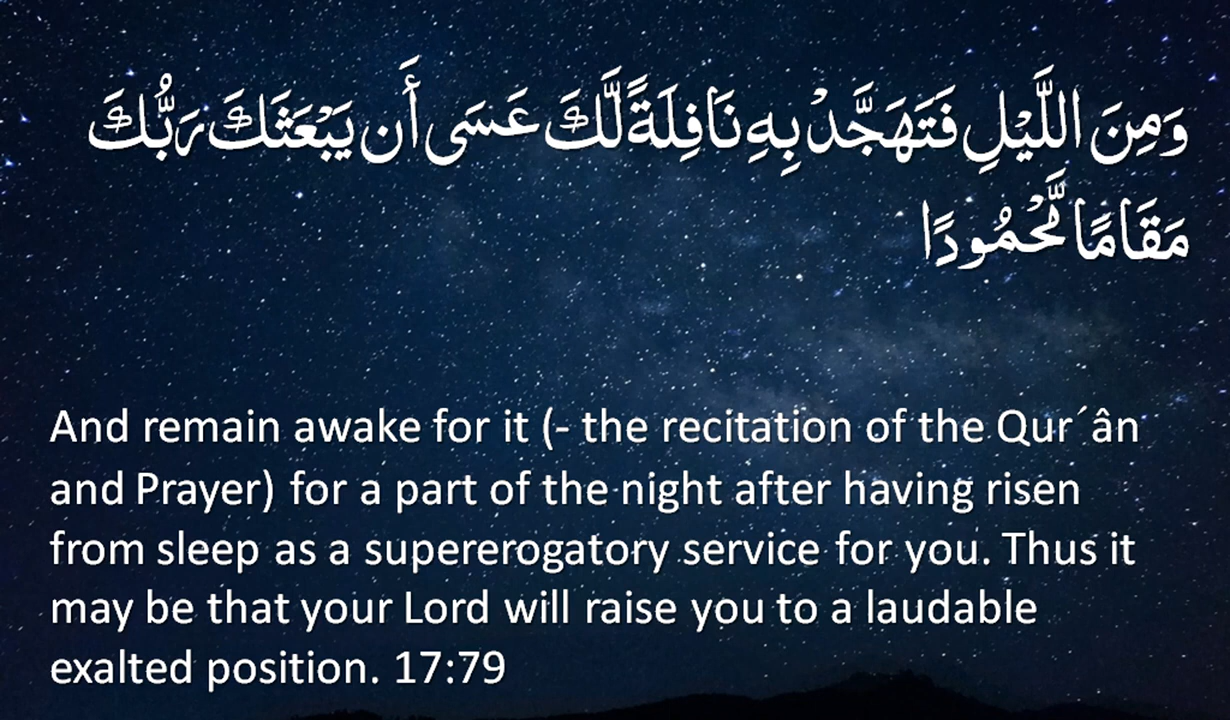 وَمِنَ اللَّيْلِ فَتَهَجَّدْ بِهِ نَافِلَةً لَّكَ عَسَى أَن يَبْعَثَكَ رَبُّكَ
مَقَامًا مَّحْمُودًا
And remain awake for it (- the recitation of the Qur´ân
and Prayer) for a part of the night after having risen
from sleep as a supererogatory service for you. Thus it
may be that your Lord will raise you to a laudable
exalted position. 17:79